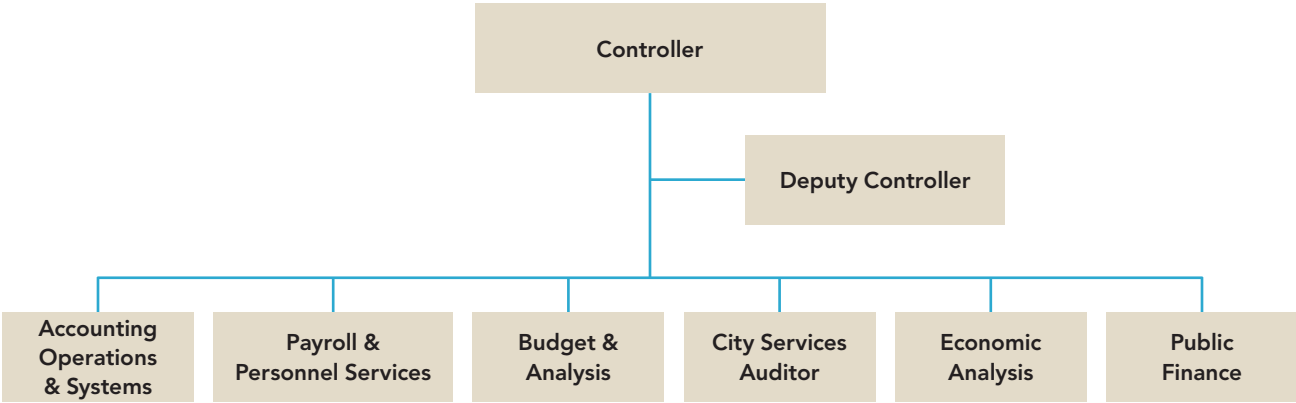 Controller
Deputy Controller
Accounting
Operations
& Systems
Payroll &
Personnel Services
Budget &
Analysis
City Services
Auditor
Economic
Analysis
Public
Finance